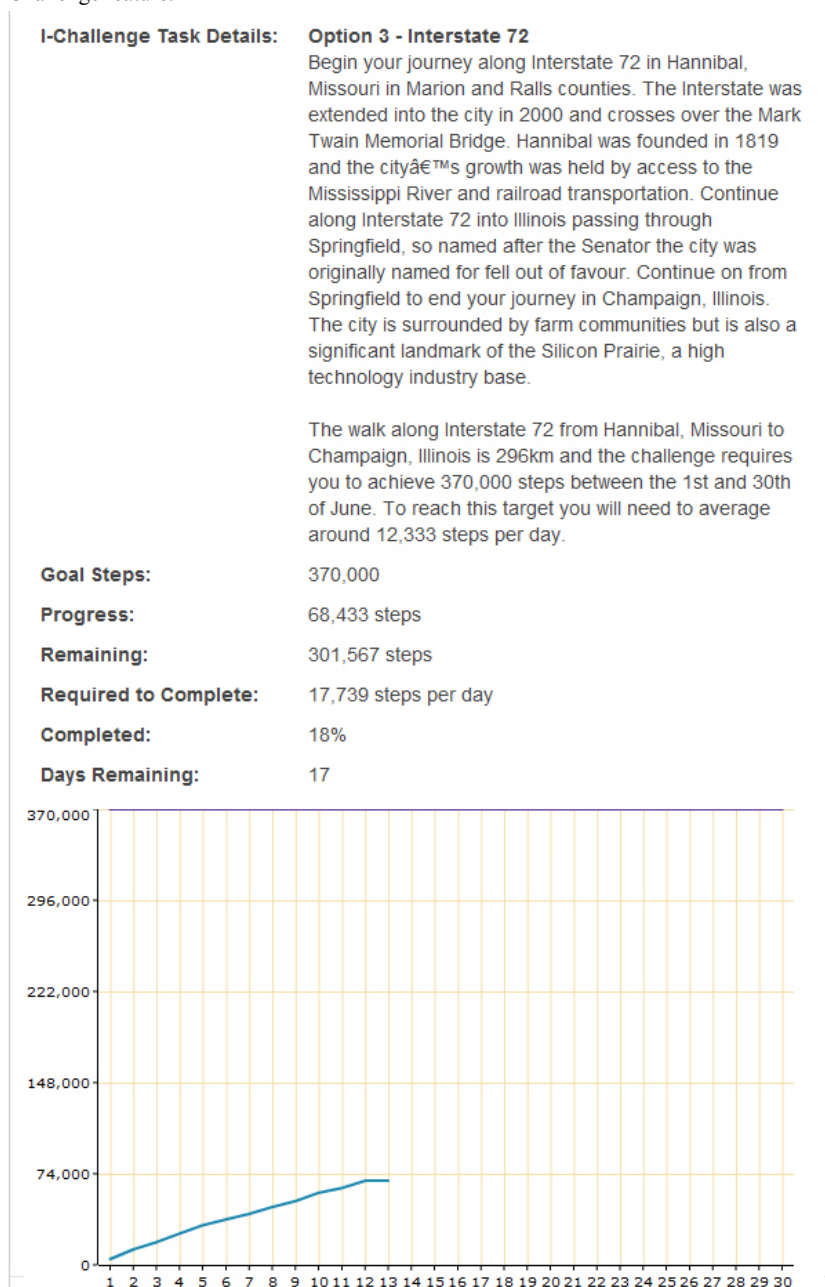 I-Challenge Task Details: Option 3 - Interstate 72
Begin your journey along Interstate 72 in Hannibal,
Missouri in Marion and Ralls counties. The Interstate was
extended into the city in 2000 and crosses over the Mark
Twain Memorial Bridge. Hannibal was founded in 1819
and the cityâ€™s growth was held by access to the
Mississippi River and railroad transportation. Continue
along Interstate 72 into Illinois passing through
Springfield, so named after the Senator the city was
originally named for fell out of favour. Continue on from
Springfield to end your journey in Champaign, Illinois.
The city is surrounded by farm communities but is also a
significant landmark of the Silicon Prairie, a high
technology industry base.
The walk along Interstate 72 from Hannibal, Missouri to
Champaign, Illinois is 296km and the challenge requires
you to achieve 370,000 steps between the 1st and 30th
of June. To reach this target you will need to average
around 12,333 steps per day.
Goal Steps: 370,000
Progress: 68,433 steps
Remaining: 301,567 steps
Required to Complete: 17,739 steps per day
Completed: 18%
Days Remaining: 17
370,000
296,000
222,000
148,000
74,000
0
1 2 3 4 5 6 7 8 9 10 11 12 13 14 15 16 17 18 19 20 21 22 23 24 25 26 27 28 29 30